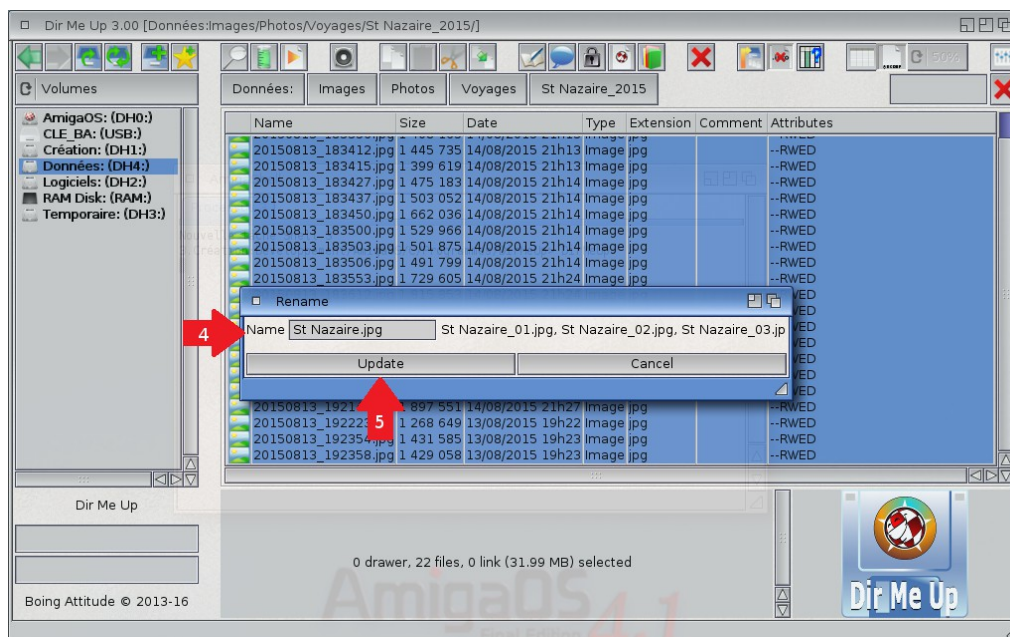 Dir Me Up 3.00 [Données:Images/Photos/Voyages/St Nazaire_2015/]
50%
Volumes
Données: Images Photos Voyages St Nazaire_2015
AmigaOS: (DH0:)
CLE_BA: (USB:)
Création: (DH1:)
Données: (DH4:)
Logiciels: (DH2:)
RAM Disk: (RAM:)
Temporaire: (DH3:)
Name Size Date Type Extension Comment Attributes
20150813_183412.jpg 1 445 735 14/08/2015 21h13 Image jpg --RWED
20150813_183415.jpg 1 399 619 14/08/2015 21h13 Image jpg --RWED
20150813_183427.jpg 1 475 183 14/08/2015 21h14 Image jpg --RWED
20150813_183437.jpg 1 503 052 14/08/2015 21h14 Image jpg --RWED
20150813_183450.jpg 1 662 036 14/08/2015 21h14 Image jpg --RWED
20150813_183500.jpg 1 529 966 14/08/2015 21h14 Image jpg --RWED
20150813_183503.jpg 1 501 875 14/08/2015 21h14 Image jpg --RWED
20150813_183506.jpg 1 491 799 14/08/2015 21h14 Image jpg --RWED
20150813_183553.jpg 1 729 605 14/08/2015 21h24 Image jpg --RWED
Rename
4
Name St Nazaire.jpg St Nazaire_01.jpg, St Nazaire_02.jpg, St Nazaire_03.jp
Update Cancel
5
897 551 14/08/2015 21h27 Image jpg --RWED
1 268 649 13/08/2015 19h22 Image jpg --RWED
20150813_192354.jpg 1 431 585 13/08/2015 19h23 Image jpg --RWED
20150813_192358.jpg 1 429 058 13/08/2015 19h23 Image jpg --RWED
Dir Me Up
0 drawer, 22 files, 0 link (31.99 MB) selected
Boing Attitude © 2013-16
AmigaOS 4.1
Final Edition
Dir Me Up